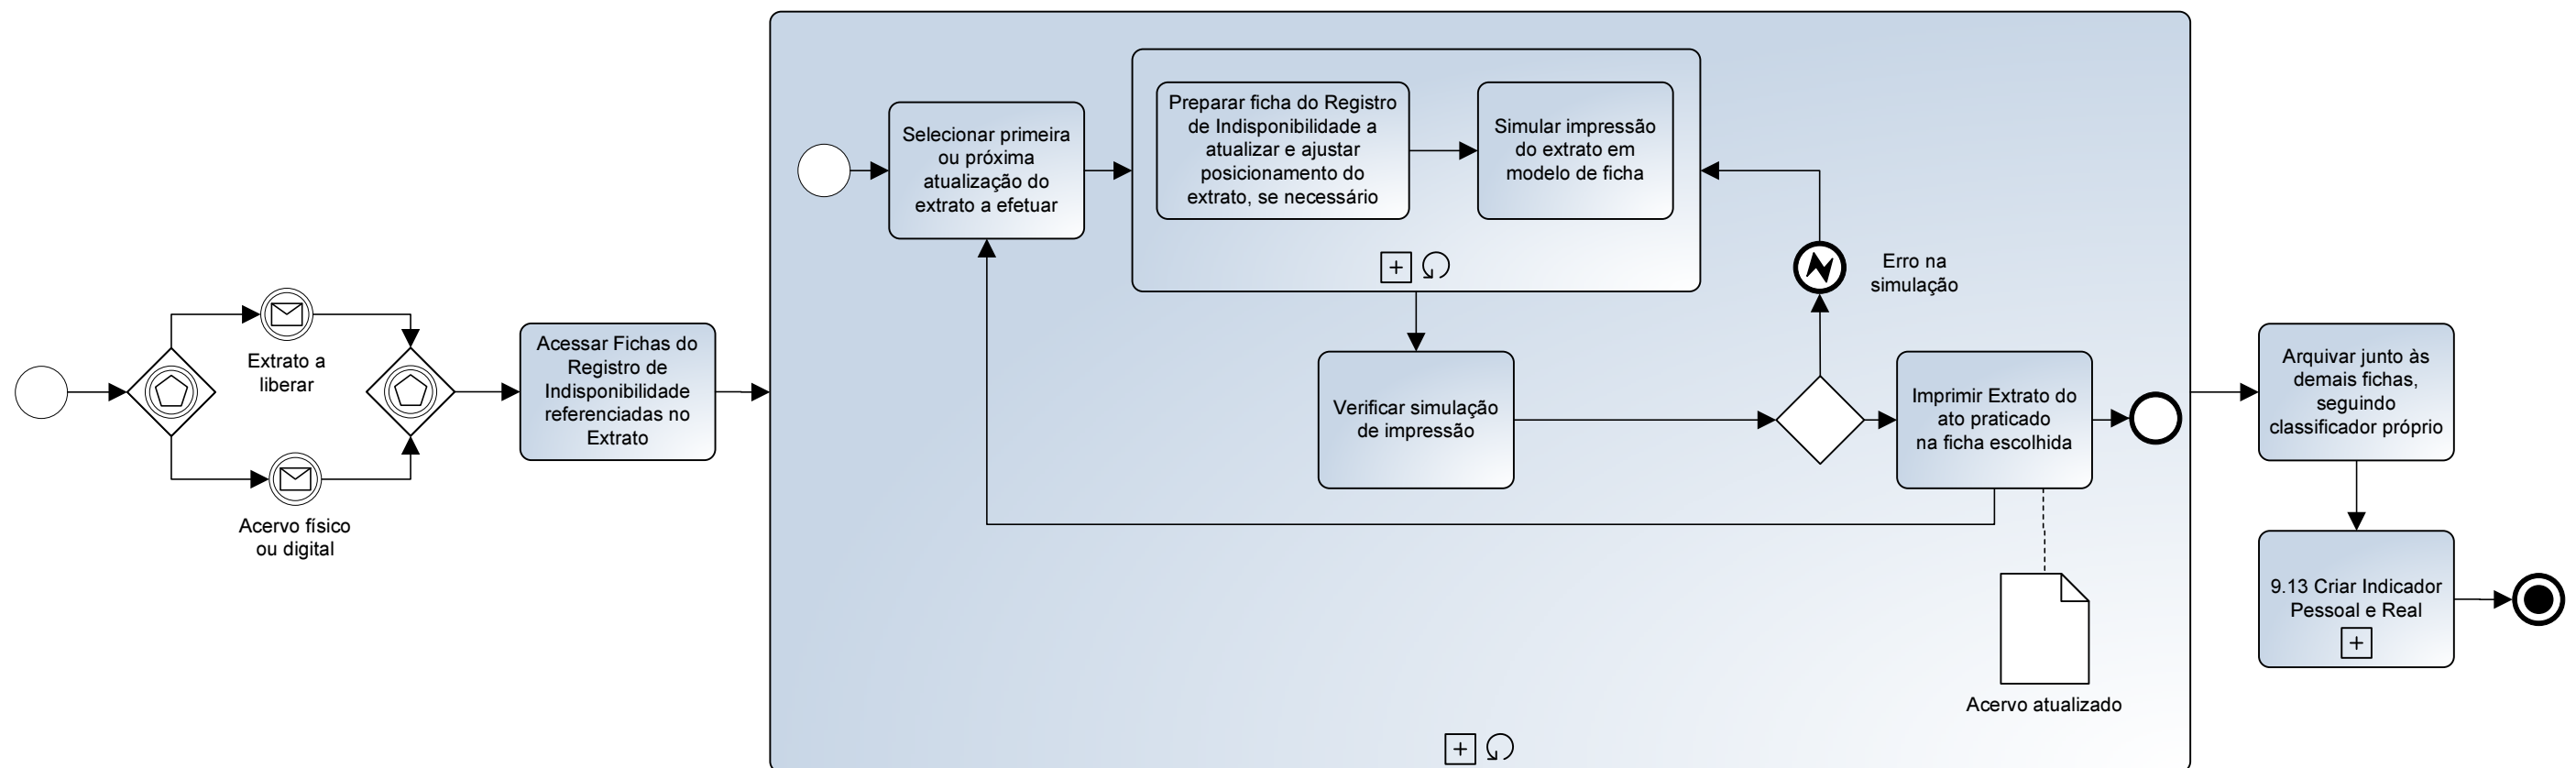 Extrato a
liberar
Acervo físico
ou digital
Acessar Fichas do
Registro de
Indisponibilidade
referenciadas no
Extrato
Selecionar primeira
ou próxima
atualização do
extrato a efetuar
Preparar ficha do Registro
de Indisponibilidade a
atualizar e ajustar
posicionamento do
extrato, se necessário
Simular impressão
do extrato em
modelo de ficha
Erro na
simulação
Verificar simulação
de impressão
Imprimir Extrato do
ato praticado
na ficha escolhida
Acervo atualizado
Arquivar junto às
demais fichas,
seguindo
classificador próprio
9.13 Criar Indicador
Pessoal e Real